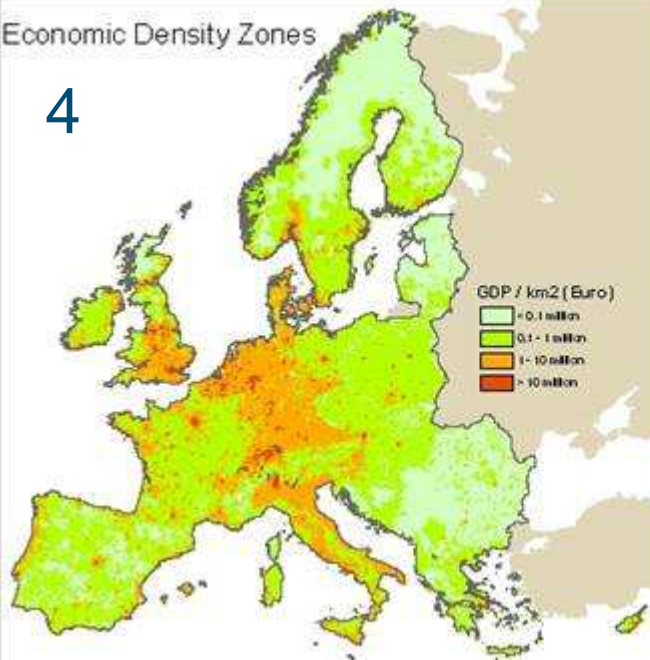 Economic Density Zones
4
GDP / km2 (Euro)
< 0,1 million
0,1 - 1 million
1 - 10 million
> 10 million